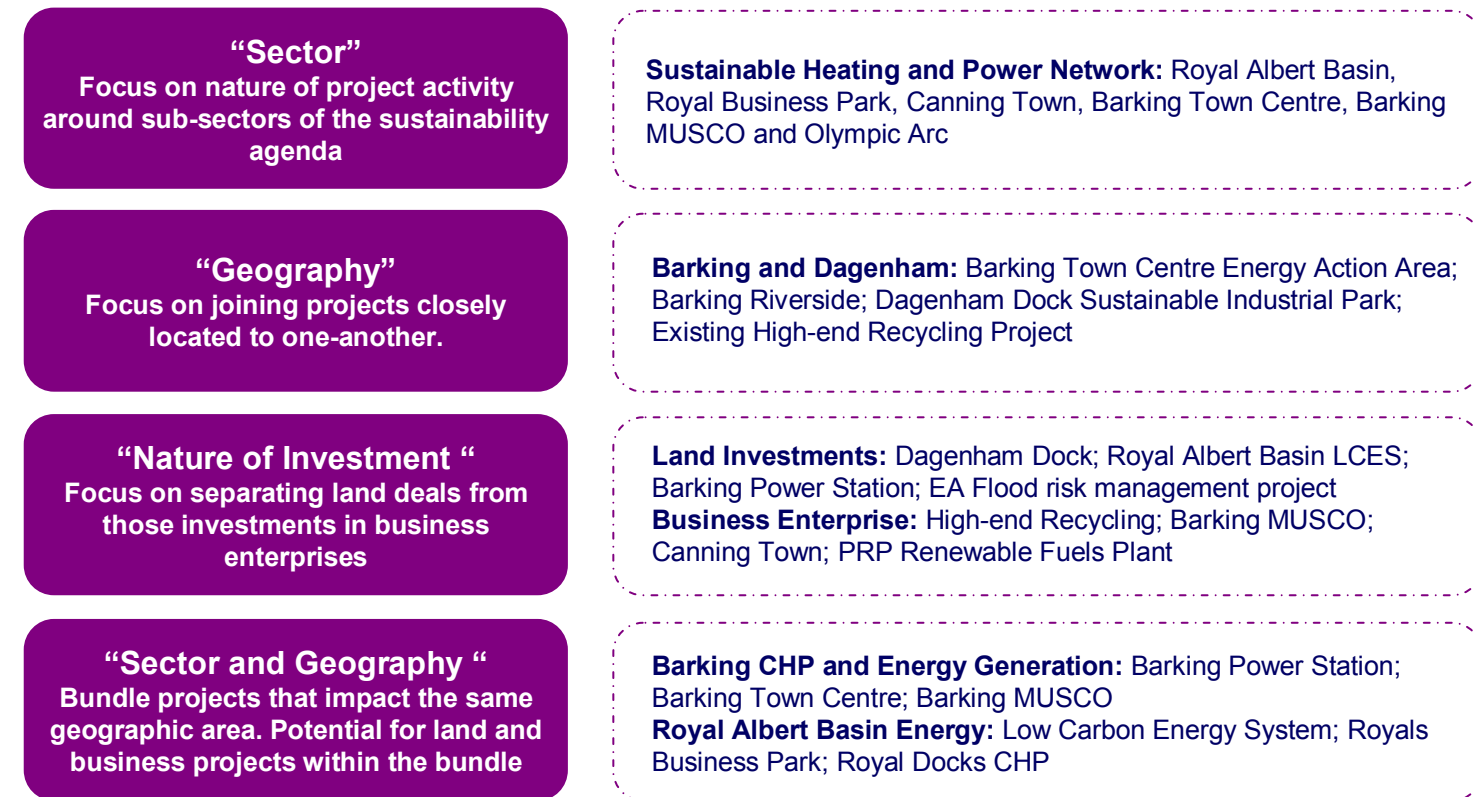 “Sector”
Focus on nature of project activity
around sub-sectors of the sustainability
agenda
Sustainable Heating and Power Network: Royal Albert Basin,
Royal Business Park, Canning Town, Barking Town Centre, Barking
MUSCO and Olympic Arc
“Geography”
Focus on joining projects closely
located to one-another.
Barking and Dagenham: Barking Town Centre Energy Action Area;
Barking Riverside; Dagenham Dock Sustainable Industrial Park;
Existing High-end Recycling Project
“Nature of Investment “
Focus on separating land deals from
those investments in business
enterprises
Land Investments: Dagenham Dock; Royal Albert Basin LCES;
Barking Power Station; EA Flood risk management project
Business Enterprise: High-end Recycling; Barking MUSCO;
Canning Town; PRP Renewable Fuels Plant
“Sector and Geography “
Bundle projects that impact the same
geographic area. Potential for land and
business projects within the bundle
Barking CHP and Energy Generation: Barking Power Station;
Barking Town Centre; Barking MUSCO
Royal Albert Basin Energy: Low Carbon Energy System; Royals
Business Park; Royal Docks CHP